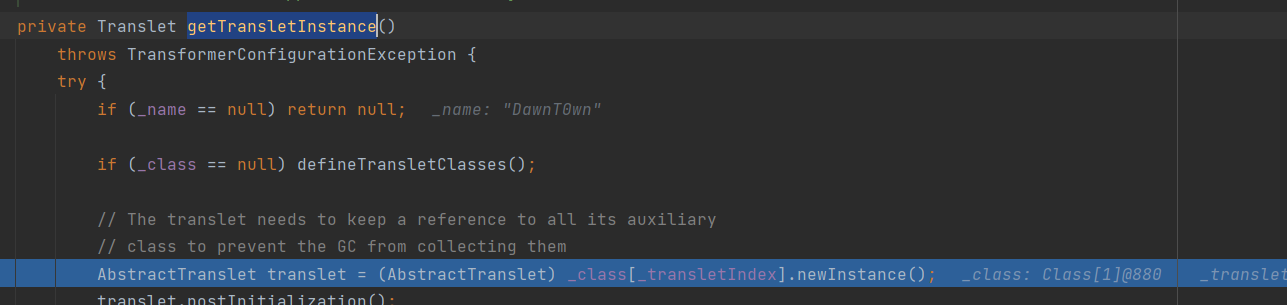 private Translet getTransletInstance()
throws TransformerConfigurationException {
try {
if (_name == null) return null; _name: "DawnT0wn"
if (_class == null) defineTransletClasses();
// The translet needs to keep a reference to all its auxiliary
// class to prevent the GC from collecting them
AbstractTranslet translet = (AbstractTranslet) _class[_transletIndex].newInstance(); _class: Class[1]@880 _translet
translet.postInitialization();